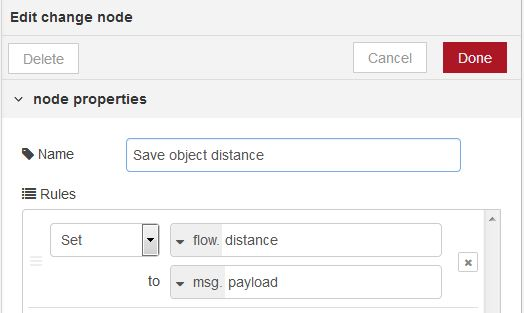 Edit change node
Delete Cancel Done
node properties
Name Save object distance
Rules
Set flow. distance
to msg. payload